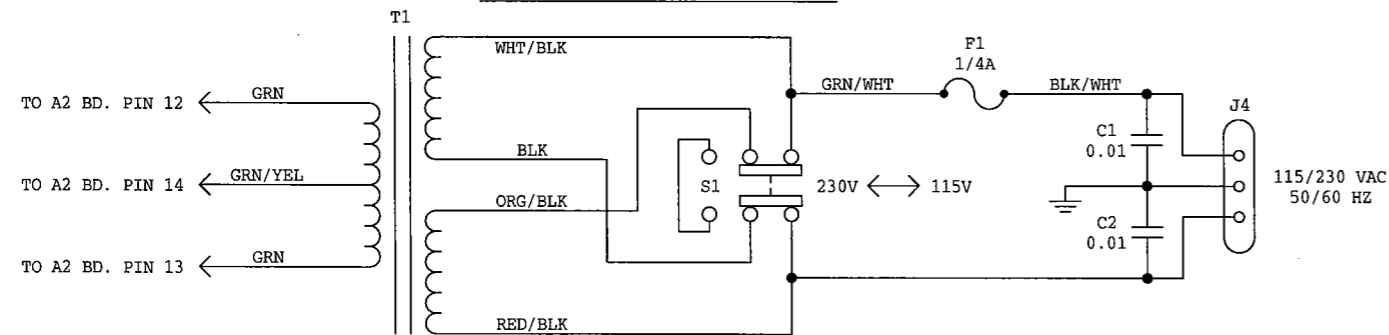 T1
WHT/BLK
F1
1/4A
GRN/WHT
BLK/WHT
TO A2 BD. PIN 12
GRN
J4
C1
0.01
BLK
TO A2 BD. PIN 14
GRN/YEL
S1
230V
115V
115/230 VAC
50/60 HZ
ORG/BLK
C2
0.01
TO A2 BD. PIN 13
GRN
RED/BLK